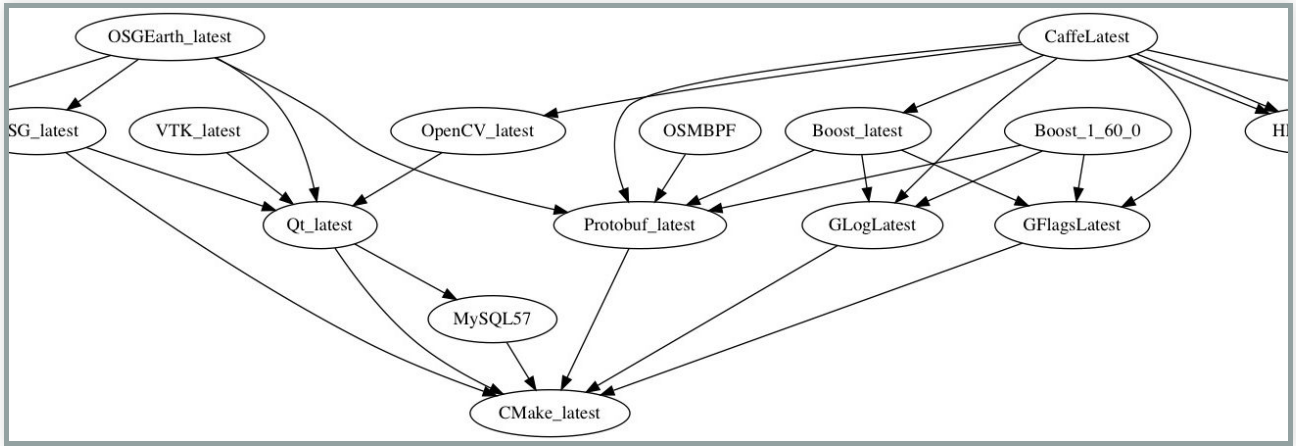 OSGEarth_latest
CaffeLatest
SG_latest
VTK_latest
OpenCV_latest
OSMBPF
Boost_latest
Boost_1_60_0
Qt_latest
Protobuf_latest
GLogLatest
GFlagsLatest
MySQL57
CMake_latest